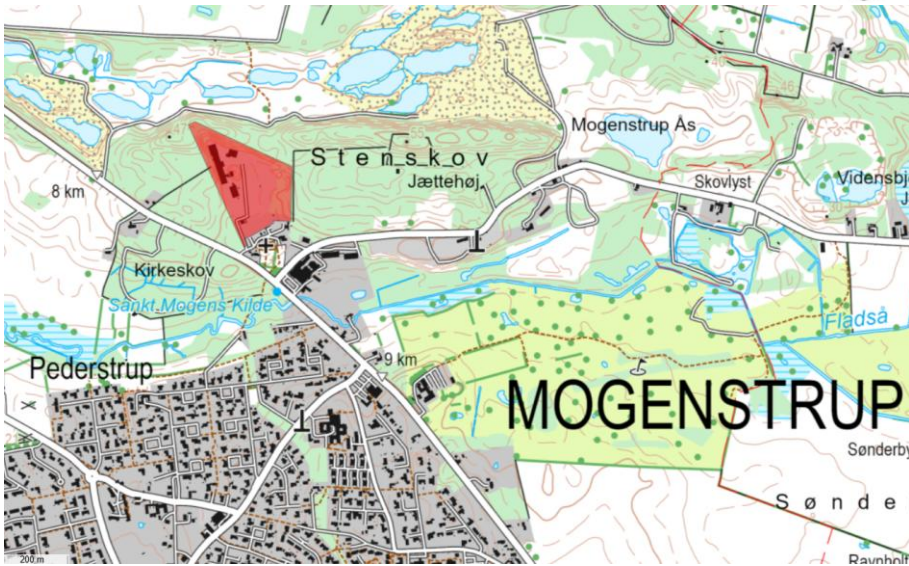 Mogenstrup Ås
Stenskov
Jættehøj
Skovlyst
Vidensbj
J
8 km
Kirkeskov
Sankt Mogens Kilde
Fladså
9 km
Pederstrup
MOGENSTRUP
Sønderby
Sønde
Ravnholt
200 m